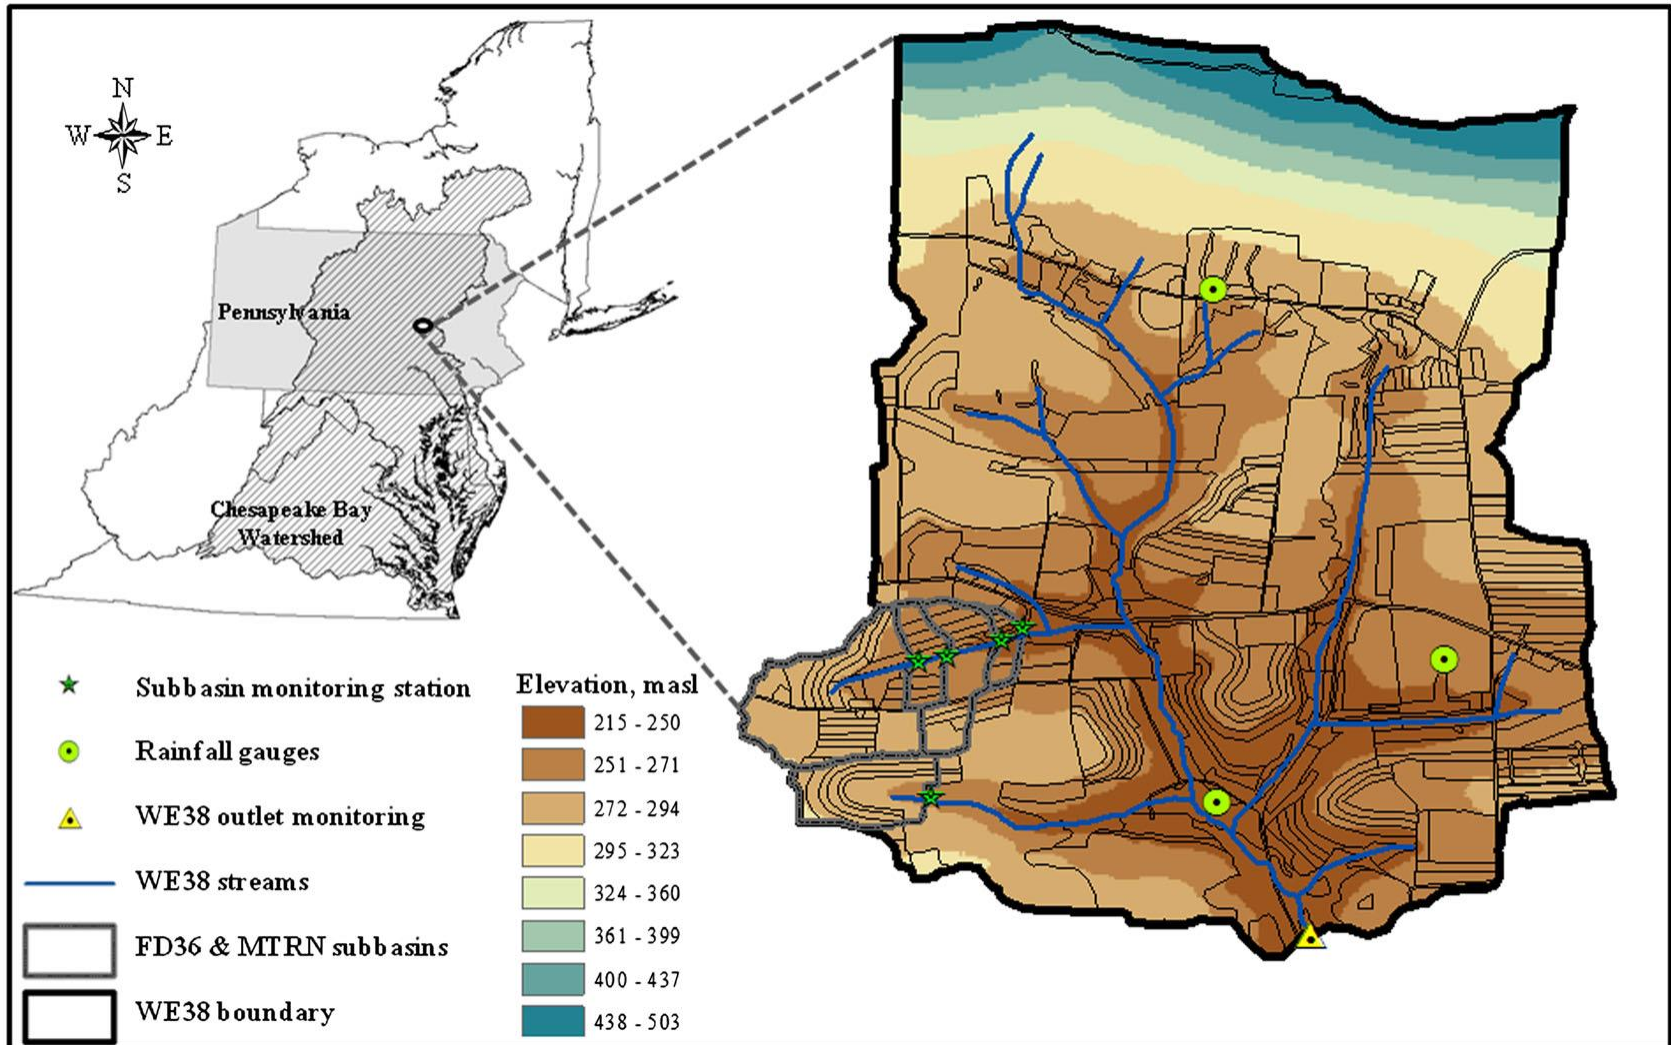 N
W E
S
Pennsylvania
Chesapeake Bay
Watershed
Subbasin monitoring station
Rainfall gauges
WE38 outlet monitoring
WE38 streams
FD36 & MTRN subbasins
WE38 boundary
Elevation, masl
215 - 250
251 - 271
272 - 294
295 - 323
324 - 360
361 - 399
400 - 437
438 - 503